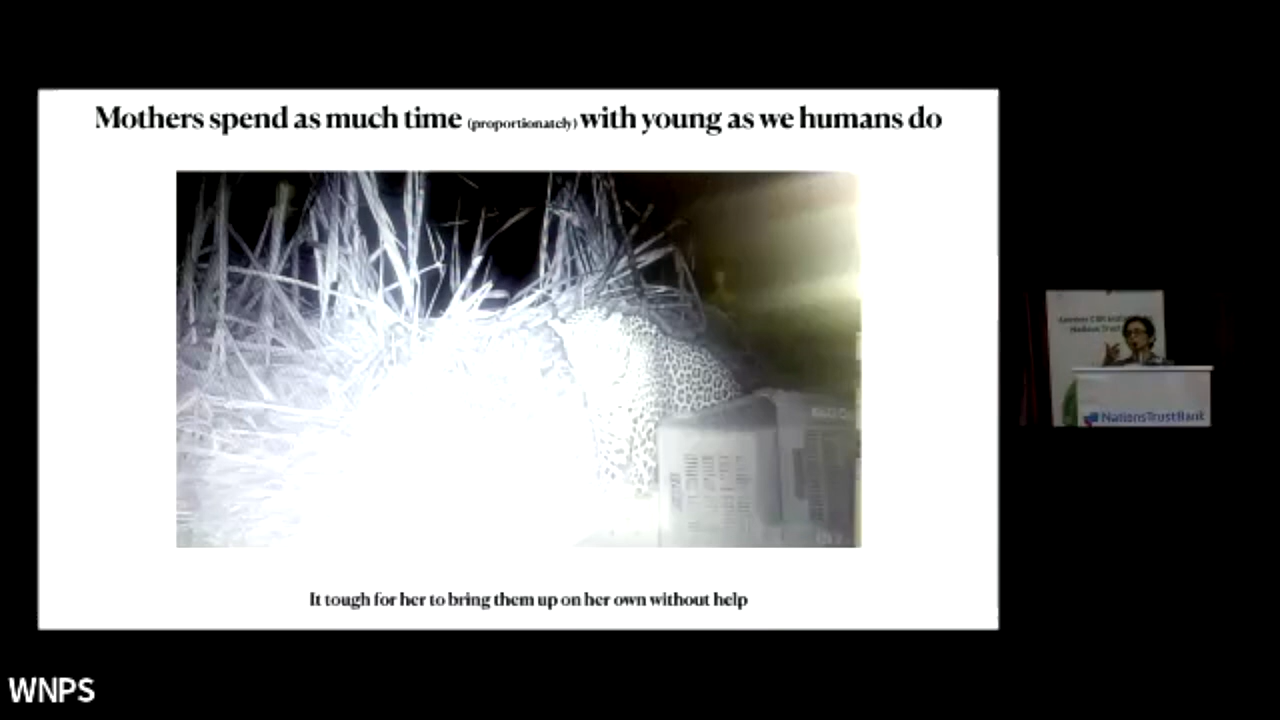 Mothers spend as much time (proportionately) with young as we humans do
It tough for her to bring them up on her own without help
NationsTrustBank
WNPS